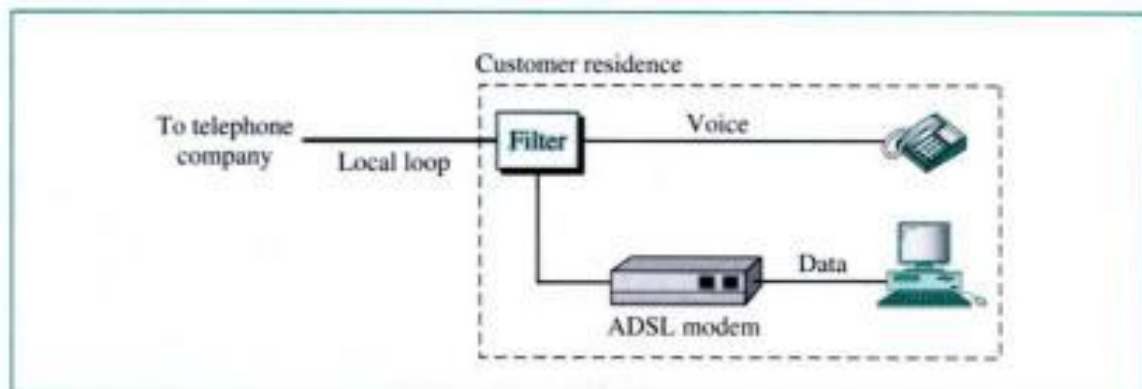 Customer residence
To telephone
company
Local loop
Filter
Voice
Data
ADSL modem